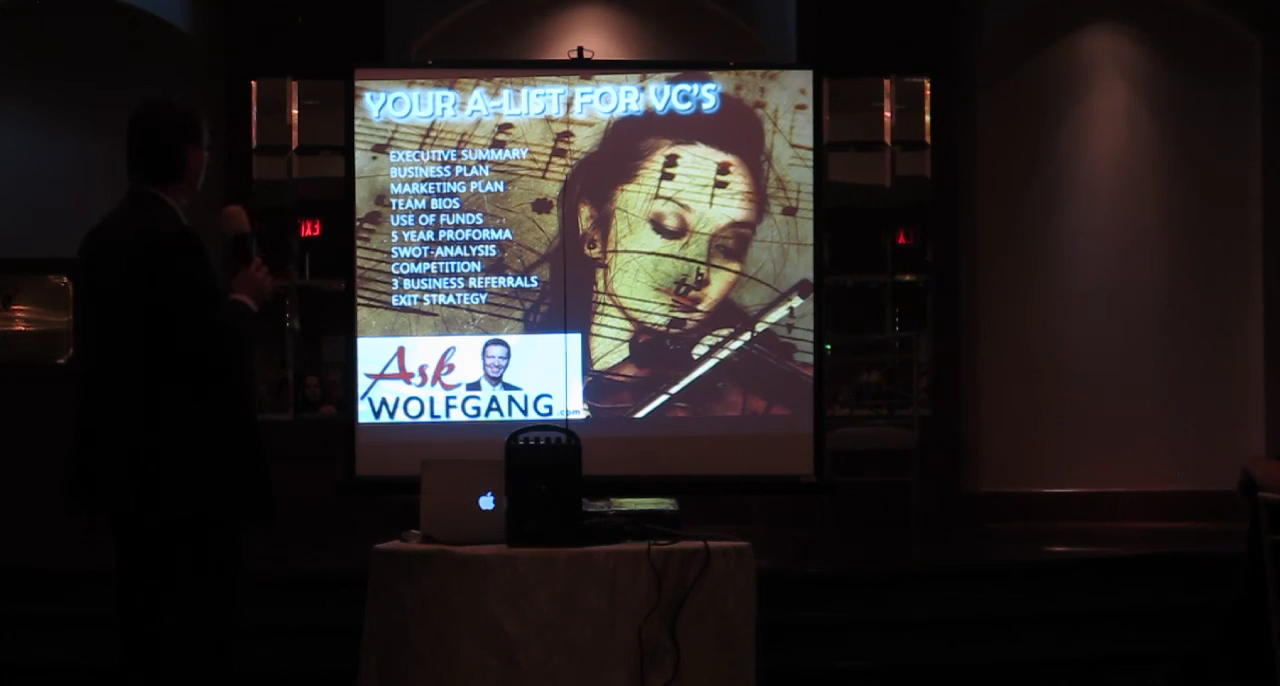 YOUR A-LIST FOR VC'S
EXECUTIVE SUMMARY
BUSINESS PLAN
MARKETING PLAN
TEAM BIOS
USE OF FUNDS
5 YEAR PROFORMA
SWOT-ANALYSIS
COMPETITION
3 BUSINESS REFERRALS
EXIT STRATEGY
Ask
WOLFGANG.com